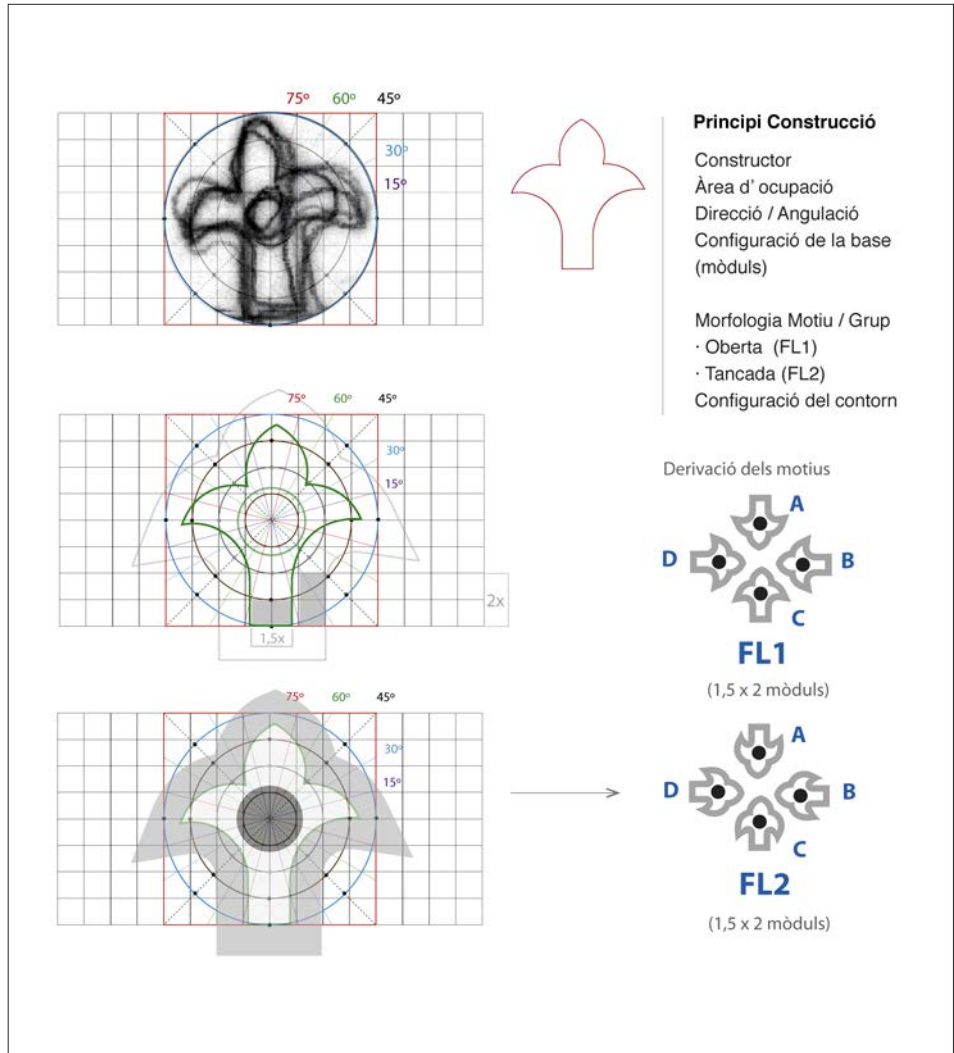 75º 60º 45º
30º
15º
Principi Construcció
Constructor
Àrea d' ocupació
Direcció / Angulació
Configuració de la base
(mòduls)
Morfologia Motiu / Grup
· Oberta (FL1)
· Tancada (FL2)
Configuració del contorn
75º 60º 45º
30º
15º
2x
1,5x
Derivació dels motius
A
D B
C
FL1
(1,5 x 2 mòduls)
75º 60º 45º
30º
15º
A
D B
C
FL2
(1,5 x 2 mòduls)